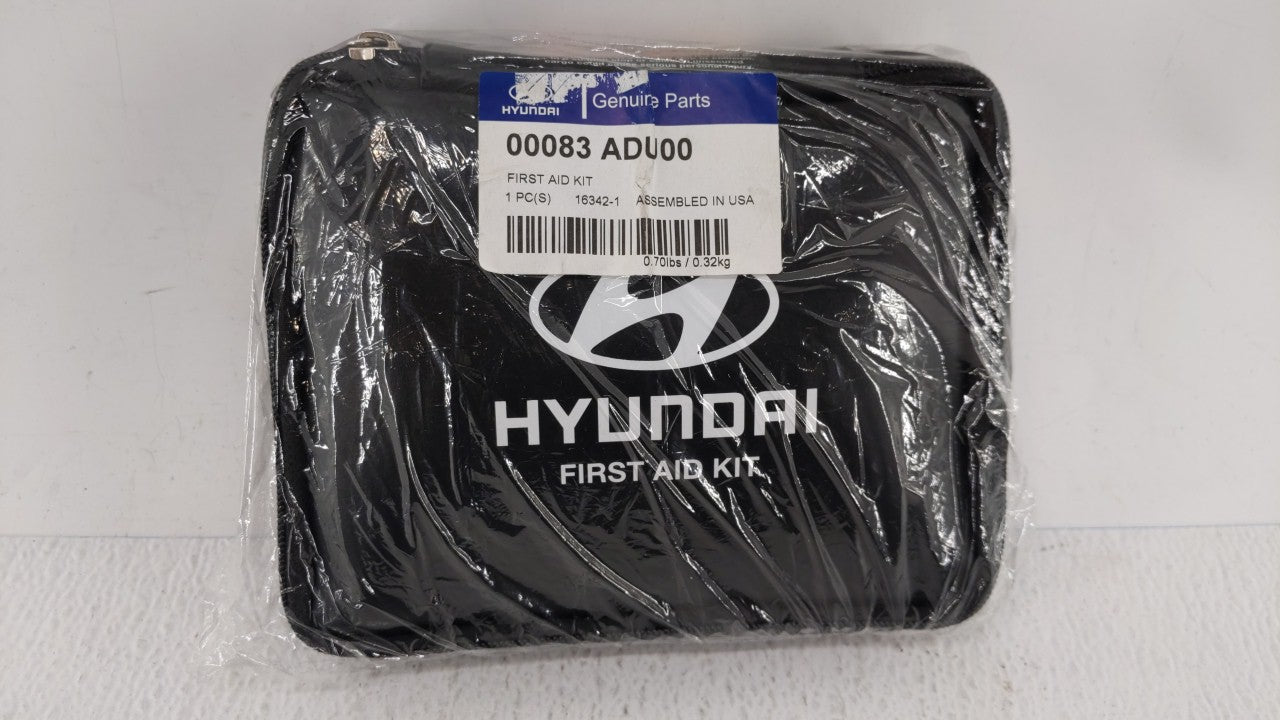 HYUNDAI
Genuine Parts
00083 ADU00
FIRST AID KIT
1 PC(S) 16342-1 ASSEMBLED IN USA
0.70lbs / 0.32kg
HYUNDAI
FIRST AID KIT